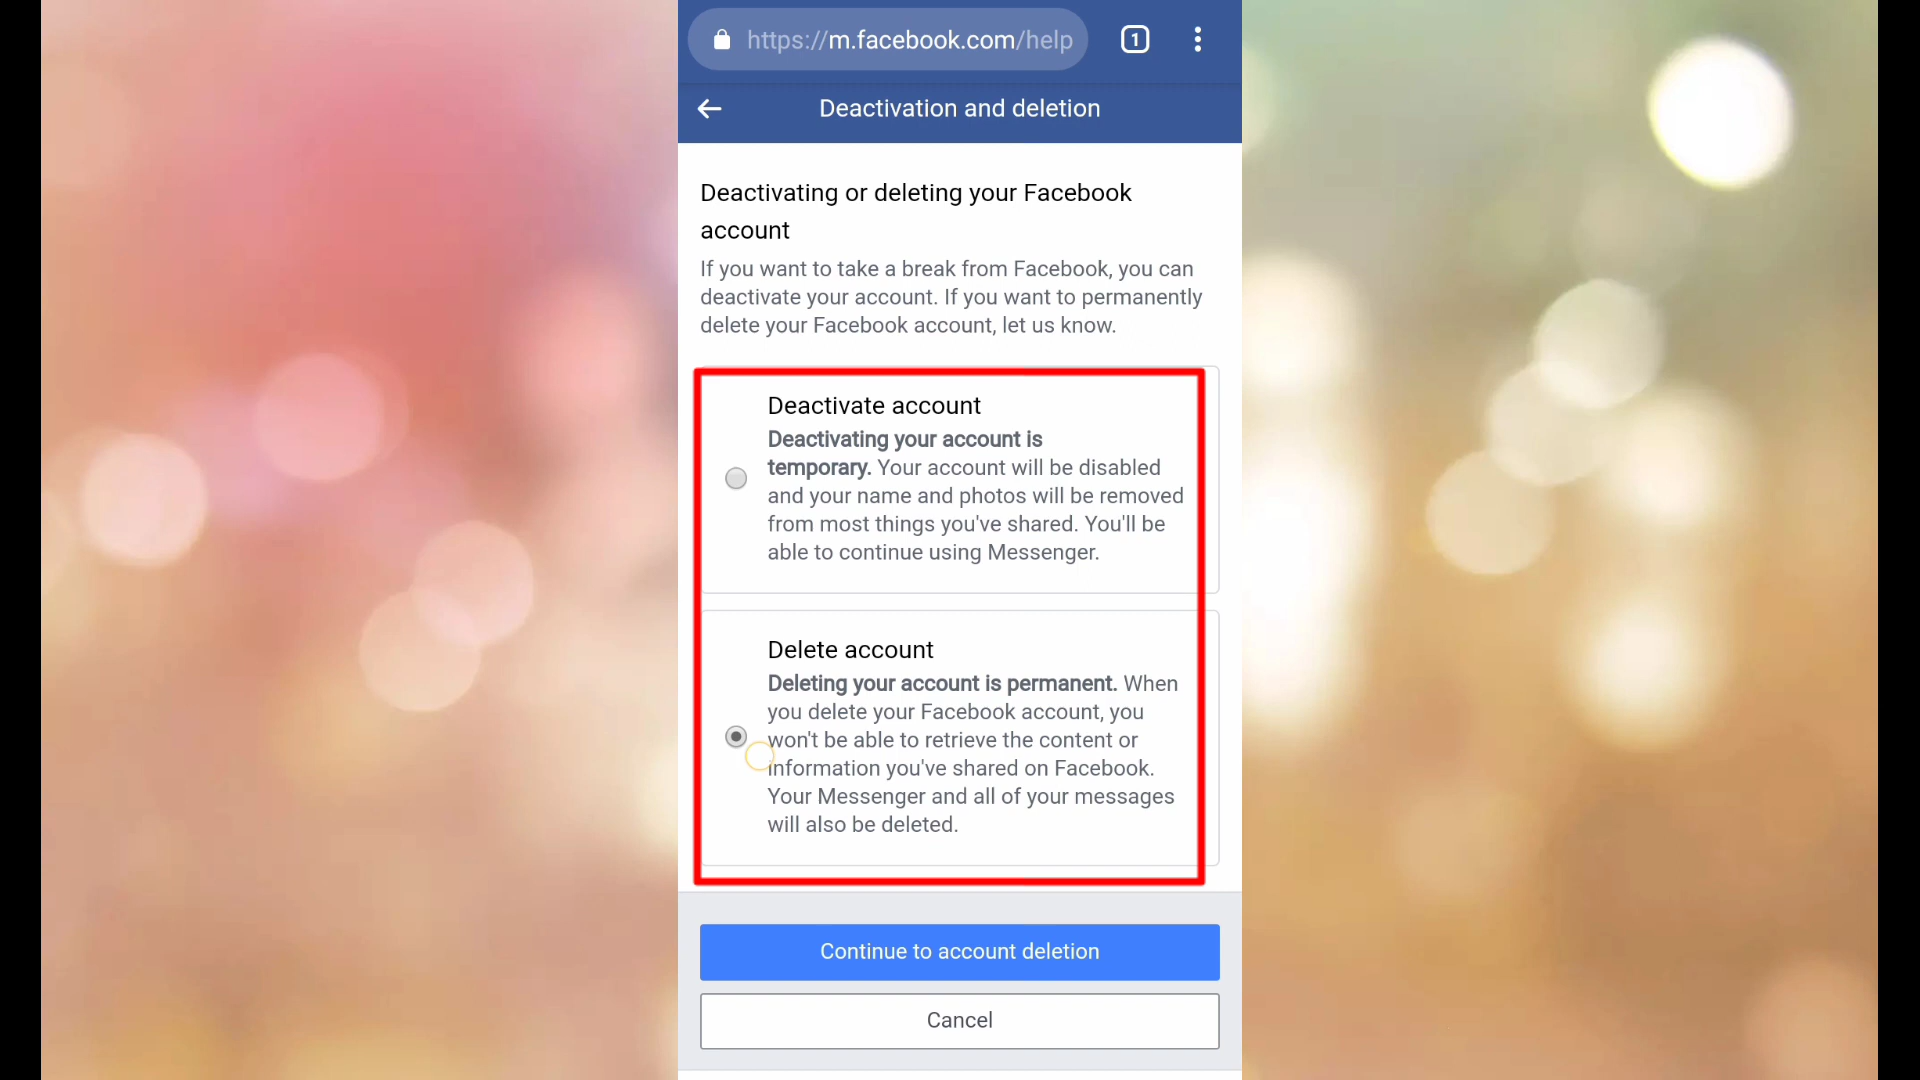 https://m.facebook.com/help
1
Deactivation and deletion
Deactivating or deleting your Facebook
account
If you want to take a break from Facebook, you can
deactivate your account. If you want to permanently
delete your Facebook account, let us know.
Deactivate account
Deactivating your account is
temporary. Your account will be disabled
and your name and photos will be removed
from most things you've shared. You'll be
able to continue using Messenger.
Delete account
Deleting your account is permanent. When
you delete your Facebook account, you
won't be able to retrieve the content or
information you've shared on Facebook.
Your Messenger and all of your messages
will also be deleted.
Continue to account deletion
Cancel